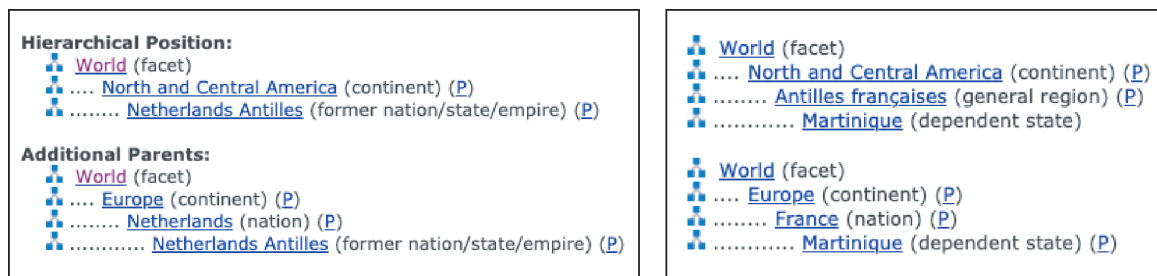 Hierarchical Position:
World (facet)
.... North and Central America (continent) (P)
........ Netherlands Antilles (former nation/state/empire) (P)
Additional Parents:
World (facet)
.... Europe (continent) (P)
........ Netherlands (nation) (P)
............ Netherlands Antilles (former nation/state/empire) (P)
World (facet)
.... North and Central America (continent) (P)
........ Antilles françaises (general region) (P)
............ Martinique (dependent state)
World (facet)
.... Europe (continent) (P)
........ France (nation) (P)
............ Martinique (dependent state) (P)